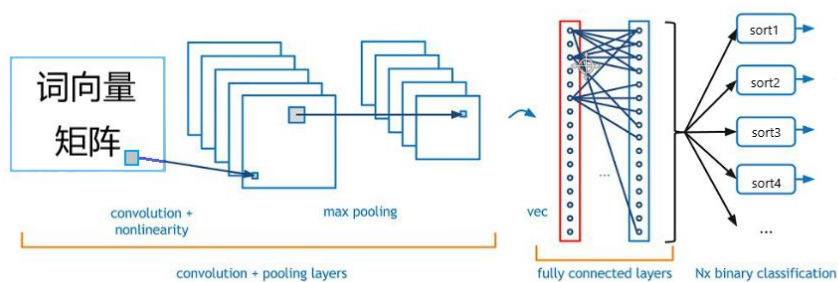 词向量
矩阵
convolution +
nonlinearity
max pooling
convolution + pooling layers
vec
...
fully connected layers
sort1
sort2
sort3
sort4
...
Nx binary classification